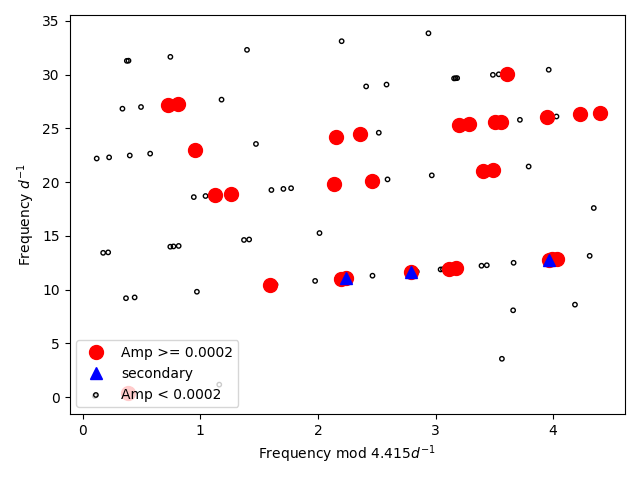 35
30
25
20
15
10
5
0
Frequency d⁻¹
Amp >= 0.0002
secondary
Amp < 0.0002
0 1 2 3 4
Frequency mod 4.415d⁻¹